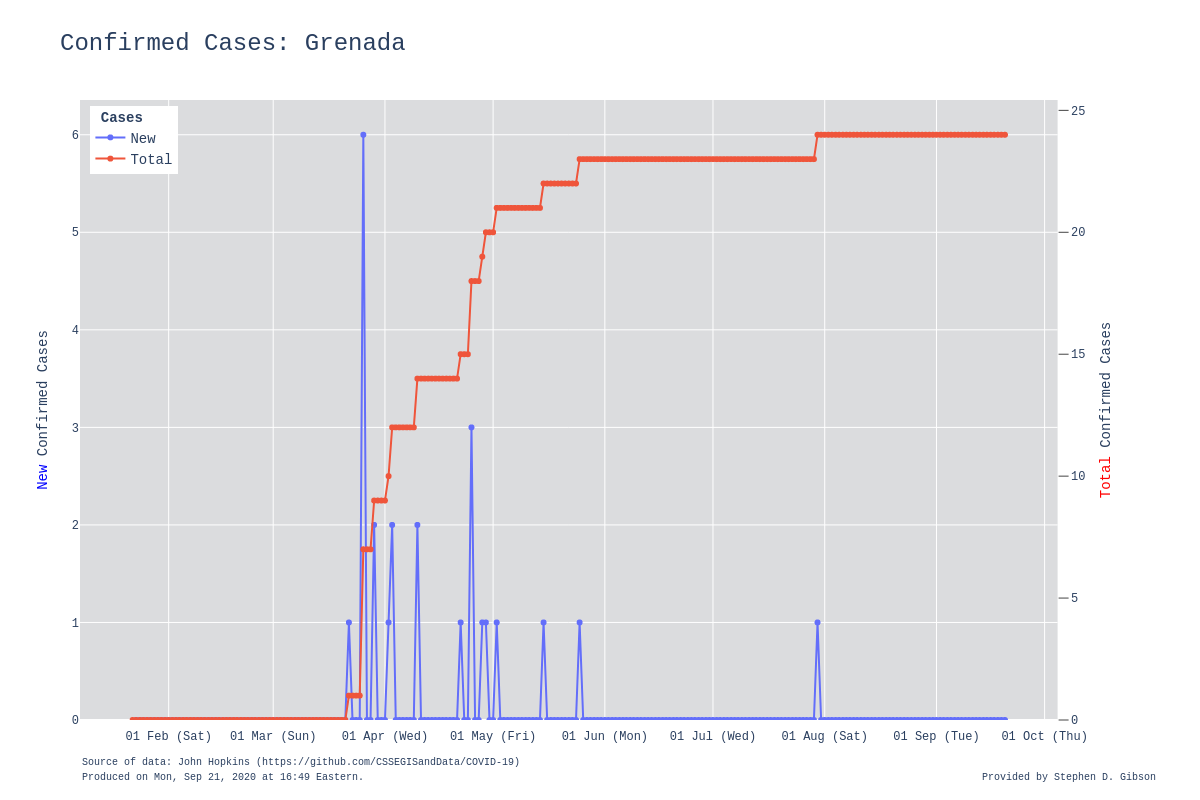 Confirmed Cases: Grenada
Cases
New
Total
6
5
4
3
2
1
0
25
20
15
10
5
0
New Confirmed Cases
Total Confirmed Cases
01 Feb (Sat) 01 Mar (Sun) 01 Apr (Wed) 01 May (Fri) 01 Jun (Mon) 01 Jul (Wed) 01 Aug (Sat) 01 Sep (Tue) 01 Oct (Thu)
Source of data: John Hopkins (https://github.com/CSSEGISandData/COVID-19)
Produced on Mon, Sep 21, 2020 at 16:49 Eastern.
Provided by Stephen D. Gibson